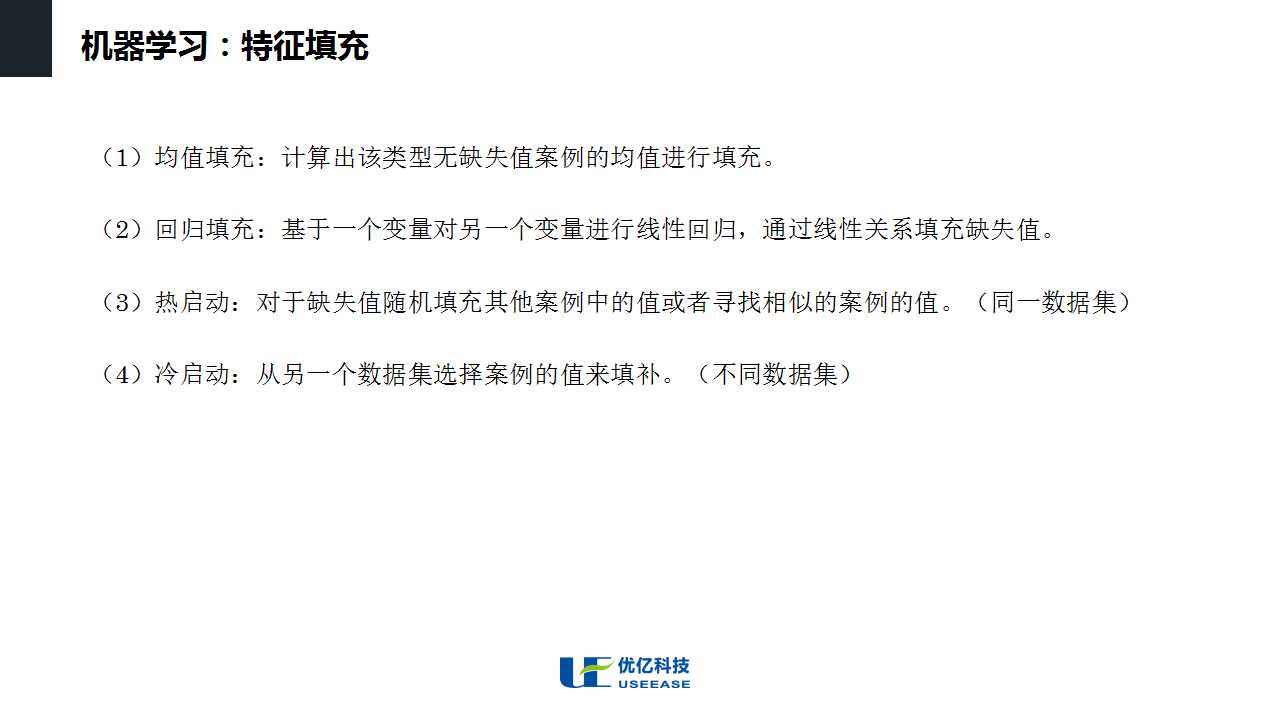 机器学习：特征填充
（1）均值填充：计算出该类型无缺失值案例的均值进行填充。
（2）回归填充：基于一个变量对另一个变量进行线性回归，通过线性关系填充缺失值。
（3）热启动：对于缺失值随机填充其他案例中的值或者寻找相似的案例的值。（同一数据集）
（4）冷启动：从另一个数据集选择案例的值来填补。（不同数据集）
UE 优亿科技
USEEASE